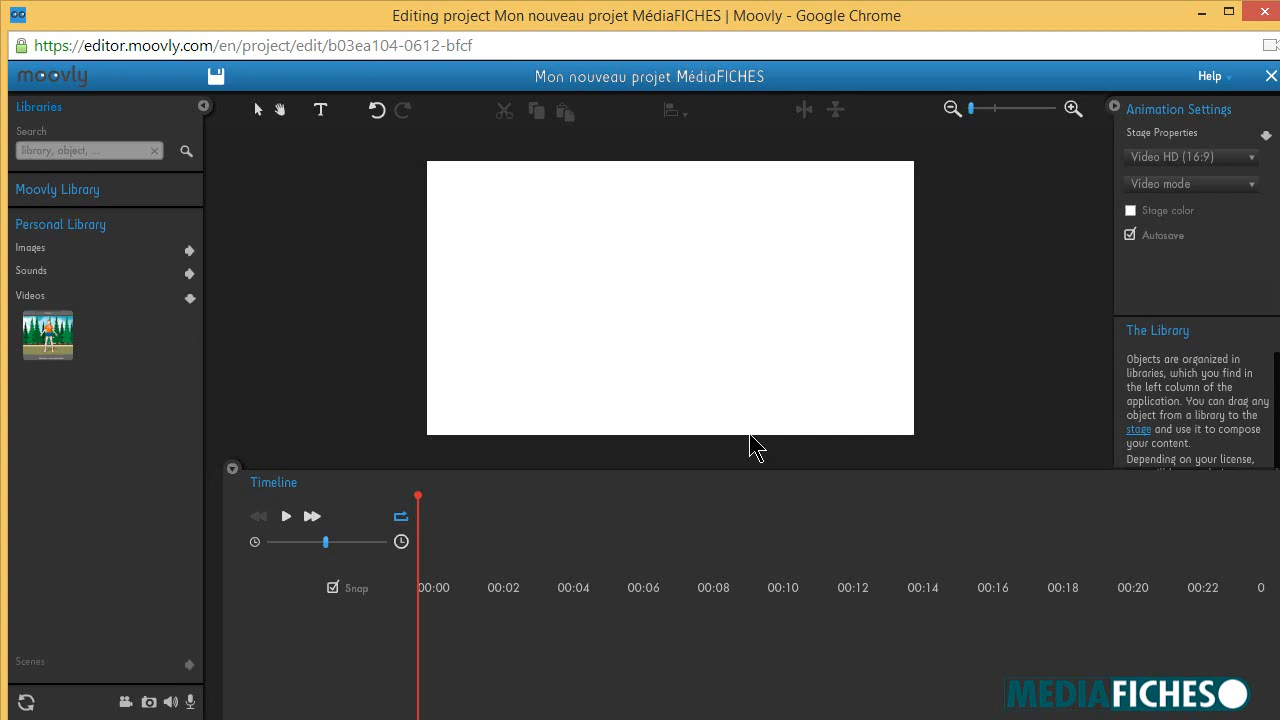 Editing project Mon nouveau projet MédiaFICHES | Moovly - Google Chrome
https://editor.moovly.com/en/project/edit/b03ea104-0612-bfcf
moovly
Mon nouveau projet MédiaFICHES
Help
Libraries
Search
library, object, ...
Moovly Library
Personal Library
Images
Sounds
Videos
Scenes
T
Animation Settings
Stage Properties
Video HD (16:9)
Video mode
Stage color
Autosave
The Library
Objects are organized in
libraries, which you find in
the left column of the
application. You can drag any
object from a library to the
stage and use it to compose
your content.
Depending on your license,
Timeline
Snap
00:00 00:02 00:04 00:06 00:08 00:10 00:12 00:14 00:16 00:18 00:20 00:22 0
MEDIAFICHES